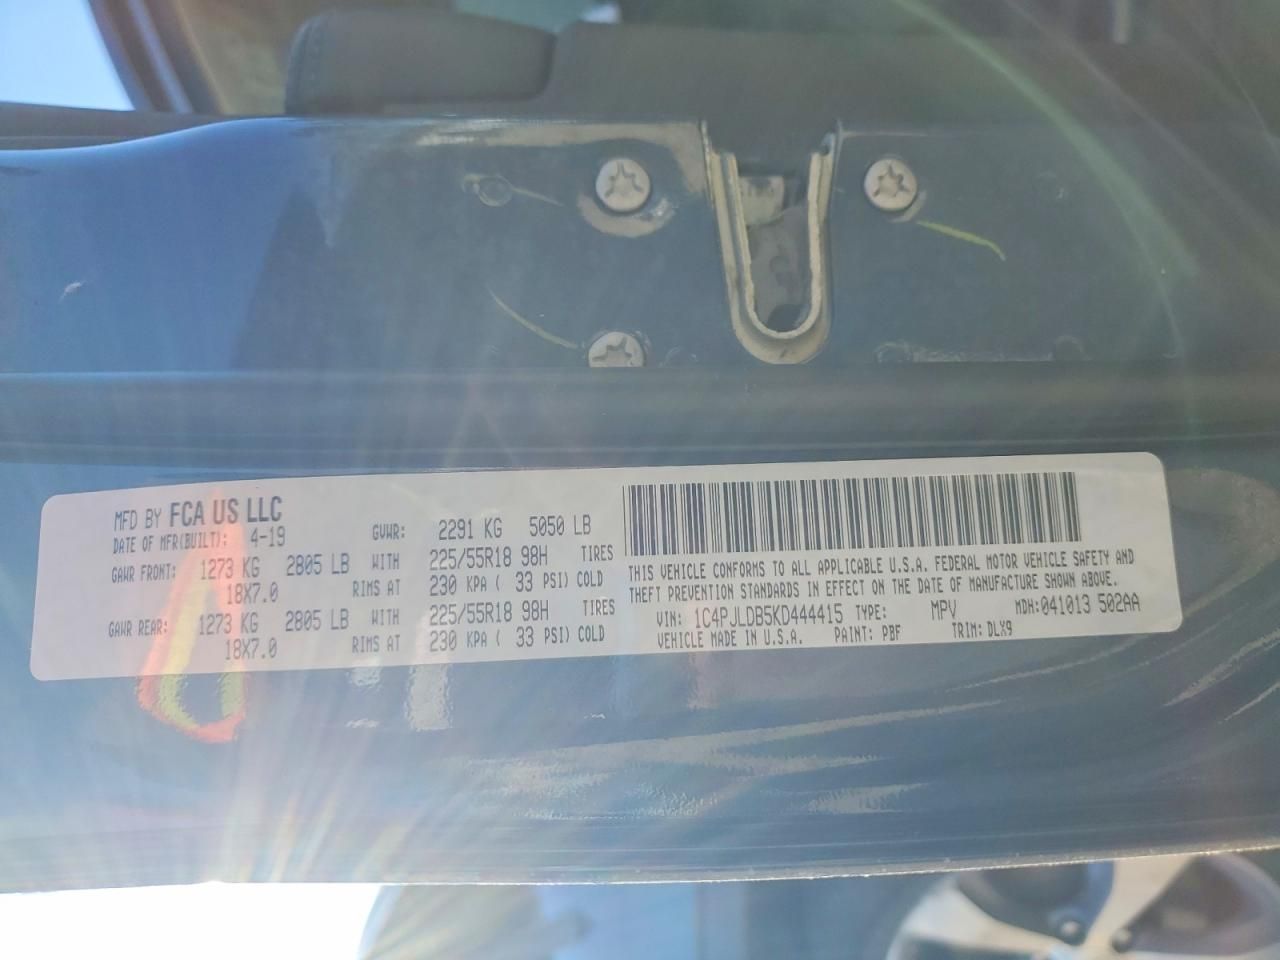 MFD BY FCA US LLC
DATE OF MFR(BUILT): 4-19 GVWR: 2291 KG 5050 LB
GAWR FRONT: 1273 KG 2805 LB WITH 225/55R18 98H TIRES
18X7.0 RIMS AT 230 KPA ( 33 PSI) COLD
GAWR REAR: 1273 KG 2805 LB WITH 225/55R18 98H TIRES
18X7.0 RIMS AT 230 KPA ( 33 PSI) COLD
THIS VEHICLE CONFORMS TO ALL APPLICABLE U.S.A. FEDERAL MOTOR VEHICLE SAFETY AND
THEFT PREVENTION STANDARDS IN EFFECT ON THE DATE OF MANUFACTURE SHOWN ABOVE.
VIN: 1C4PJLDB5KD444415 TYPE: MPV MDH: 041013 502AA
VEHICLE MADE IN U.S.A. PAINT: PBF TRIM: DLX9